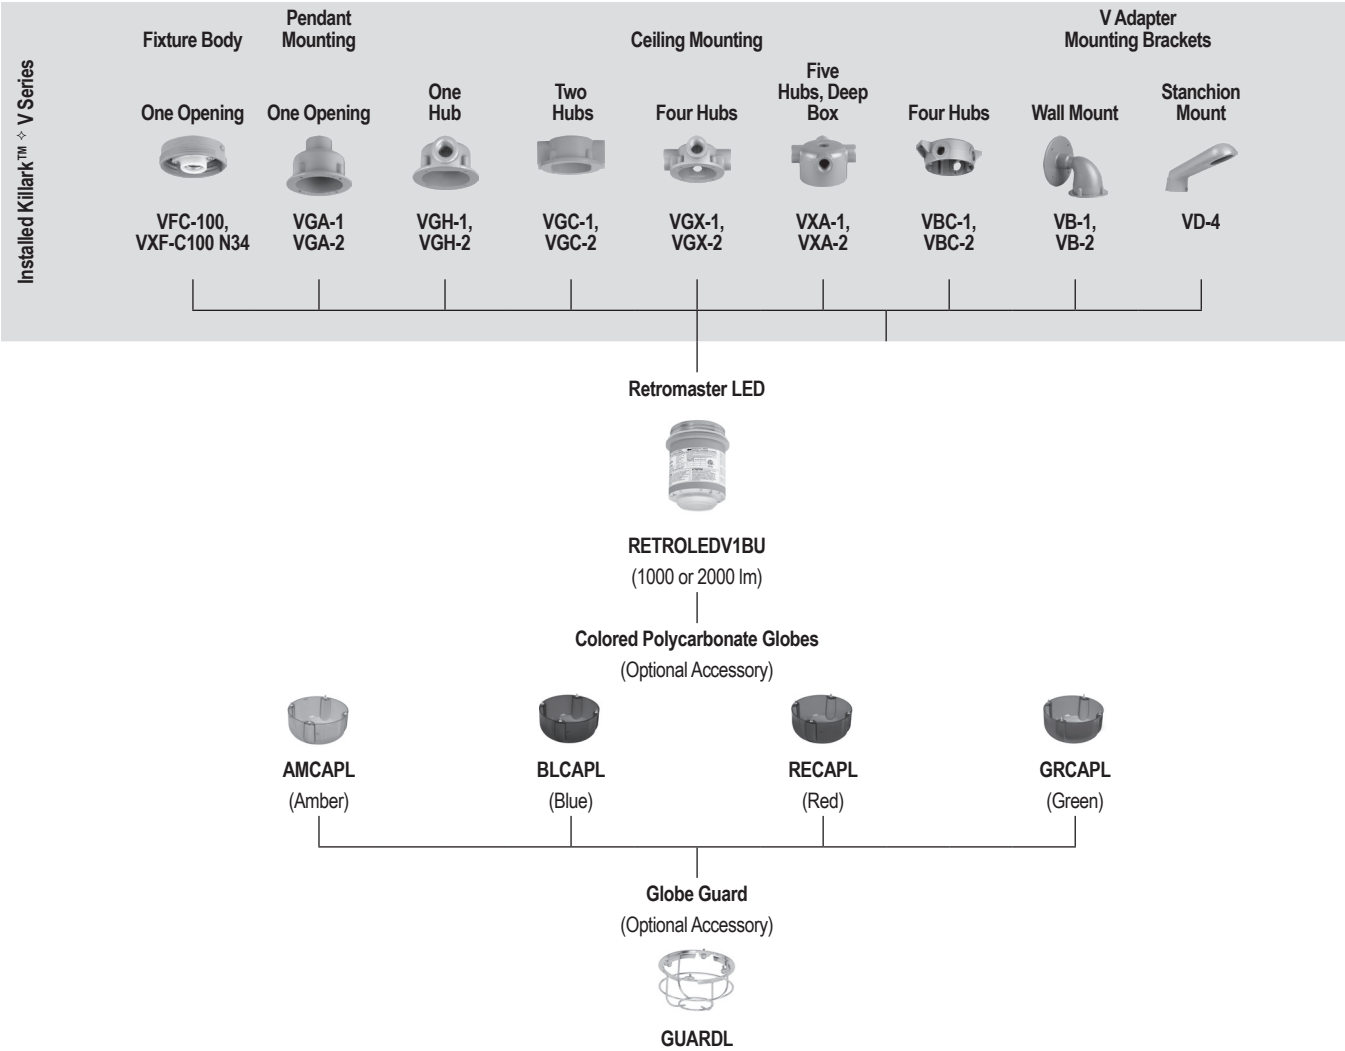 Installed Killark™ ✧ V Series
Fixture Body
Pendant
Mounting
Ceiling Mounting
V Adapter
Mounting Brackets
One Opening
One Opening
One
Hub
Two
Hubs
Four Hubs
Five
Hubs, Deep
Box
Four Hubs
Wall Mount
Stanchion
Mount
VFC-100,
VXF-C100 N34
VGA-1
VGA-2
VGH-1,
VGH-2
VGC-1,
VGC-2
VGX-1,
VGX-2
VXA-1,
VXA-2
VBC-1,
VBC-2
VB-1,
VB-2
VD-4
Retromaster LED
RETROLEDV1BU
(1000 or 2000 lm)
Colored Polycarbonate Globes
(Optional Accessory)
AMCAPL
(Amber)
BLCAPL
(Blue)
RECAPL
(Red)
GRCAPL
(Green)
Globe Guard
(Optional Accessory)
GUARDL